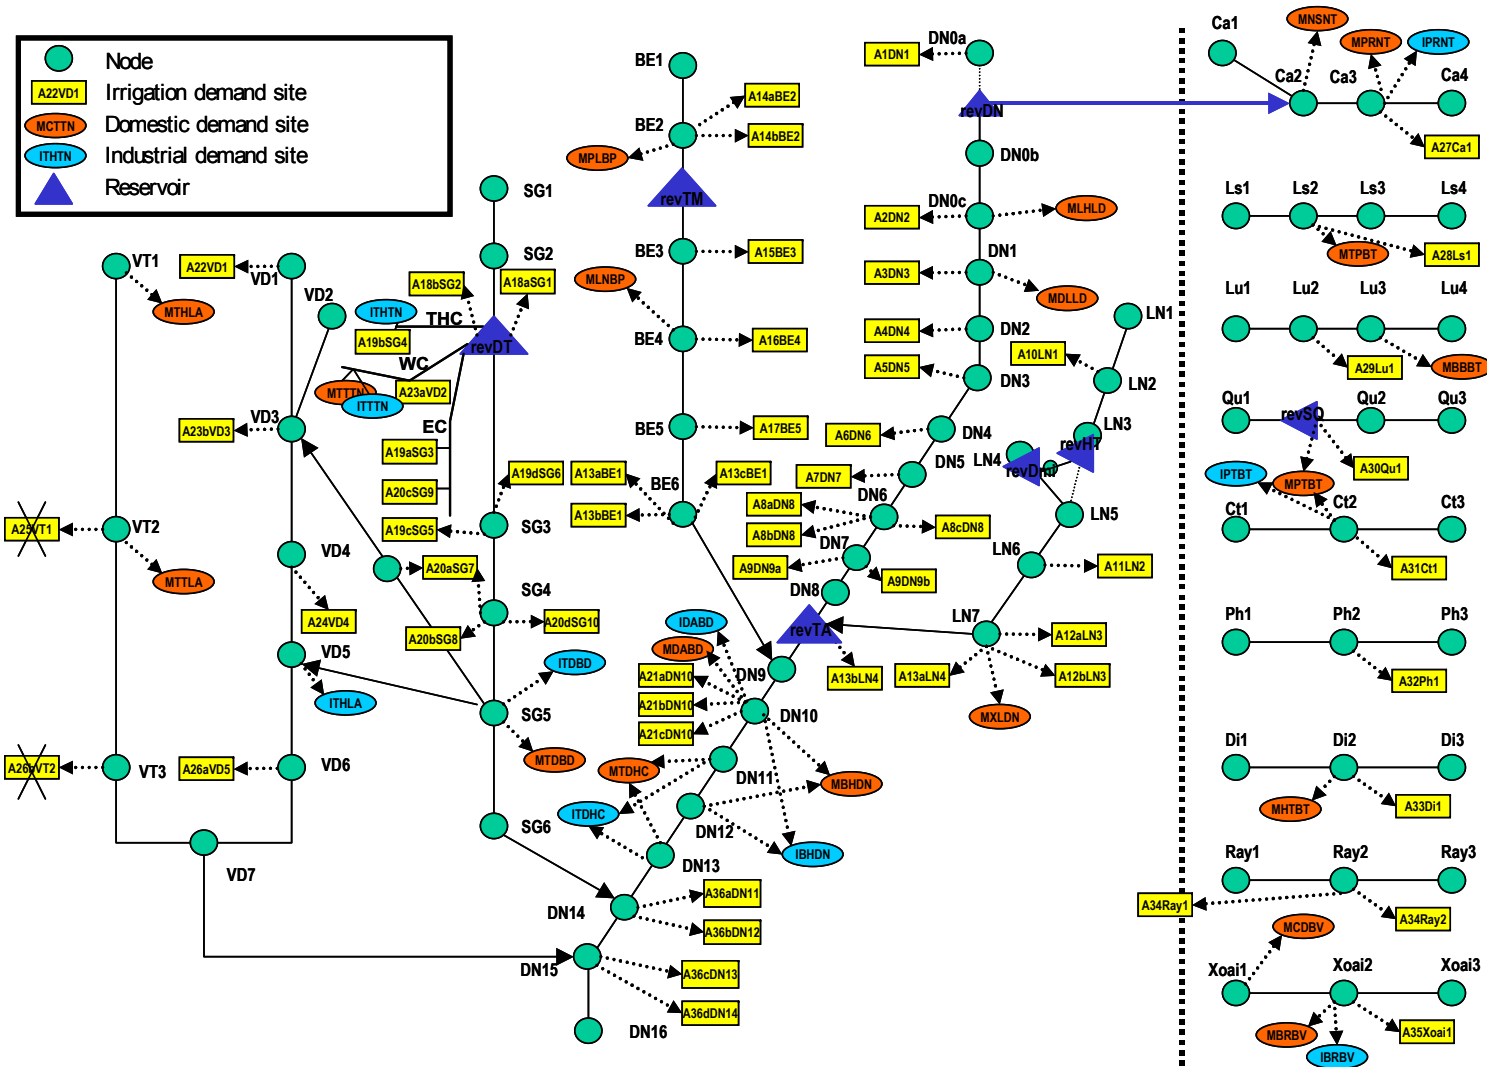 Node
A22VD1 Irrigation demand site
MCTTN Domestic demand site
ITHTN Industrial demand site
Reservoir
VT1
MTHLA
A22VD1
VD1
VD2
A23bVD3
VD3
A25VT1
VT2
MTTLA
VD4
A24VD4
VD5
ITHLA
VT3
A26aVD5
VD6
VD7
SG1
SG2
A18bSG2
A18aSG1
ITHTN
THC
A19bSG4
revDT
WC
MTTTN
A23aVD2
ITTTN
EC
A19aSG3
A20cSG9
A19dSG6
A19cSG5
SG3
A20aSG7
SG4
A20bSG8
A20dSG10
ITDBD
SG5
MTDBD
SG6
BE1
A14aBE2
BE2
A14bBE2
MPLBP
revTM
BE3
A15BE3
MLNBP
BE4
A16BE4
BE5
A17BE5
A13aBE1
A13cBE1
BE6
A13bBE1
DN0a
A1DN1
revDN
DN0b
DN0c
A2DN2
MLHLD
DN1
A3DN3
MDLLD
DN2
A4DN4
A5DN5
DN3
A6DN6
DN4
A7DN7
DN5
A8aDN8
DN6
A8bDN8
A8cDN8
DN7
A9DN9a
A9DN9b
DN8
revTA
A13bLN4
IDABD
MDABD
DN9
A21aDN10
A21bDN10
DN10
A21cDN10
MTDHC
DN11
MBHDN
ITDHC
DN12
IBHDN
DN13
A36aDN11
DN14
A36bDN12
DN15
A36cDN13
A36dDN14
DN16
LN1
A10LN1
LN2
LN3
LN4
revHT
revDmi
LN5
LN6
A11LN2
LN7
A12aLN3
A13aLN4
A12bLN3
MXLDN
Ca1
MNSNT
MPRNT
IPRNT
Ca2
Ca3
Ca4
A27Ca1
Ls1
Ls2
Ls3
Ls4
MTPBT
A28Ls1
Lu1
Lu2
Lu3
Lu4
A29Lu1
MBBBT
Qu1
revSQ
Qu2
Qu3
IPTBT
MPTBT
A30Qu1
Ct1
Ct2
Ct3
A31Ct1
Ph1
Ph2
Ph3
A32Ph1
Di1
Di2
Di3
MHTBT
A33Di1
Ray1
Ray2
Ray3
A34Ray1
A34Ray2
MCDBV
Xoai1
Xoai2
Xoai3
MBRBV
A35Xoai1
IBRBV